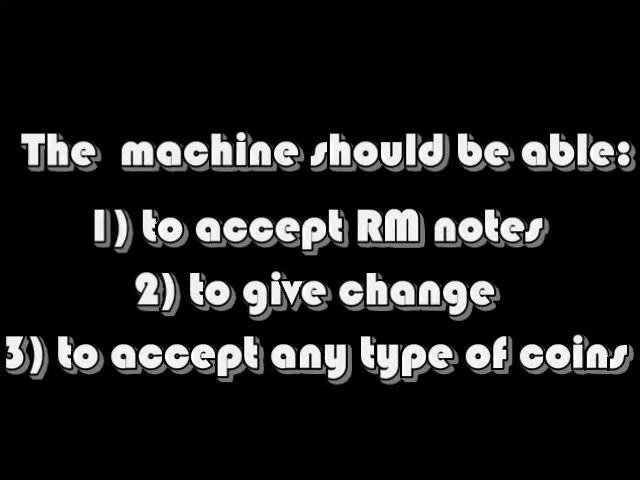 The machine should be able:
1) to accept RM notes
2) to give change
3) to accept any type of coins